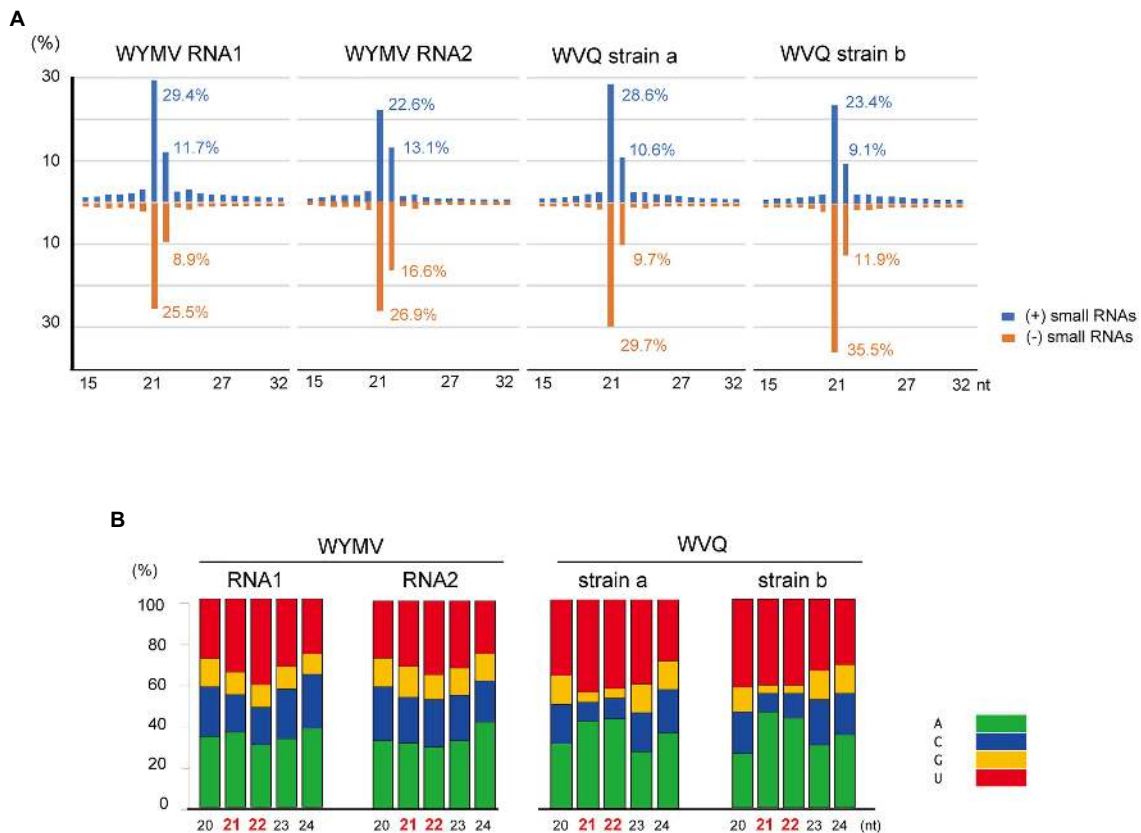 A
(%)
WYMV RNA1
WYMV RNA2
WVQ strain a
WVQ strain b
30
29.4%
22.6%
28.6%
23.4%
11.7%
13.1%
10.6%
9.1%
10
0
10
8.9%
16.6%
9.7%
11.9%
25.5%
26.9%
29.7%
35.5%
30
(+) small RNAs
(-) small RNAs
15 21 27 32 15 21 27 32 15 21 27 32 15 21 27 32 nt
B
WYMV
WVQ
(%)
RNA1
RNA2
strain a
strain b
100
80
60
40
20
0
A
C
G
U
20 21 22 23 24 20 21 22 23 24 20 21 22 23 24 20 21 22 23 24 (nt)